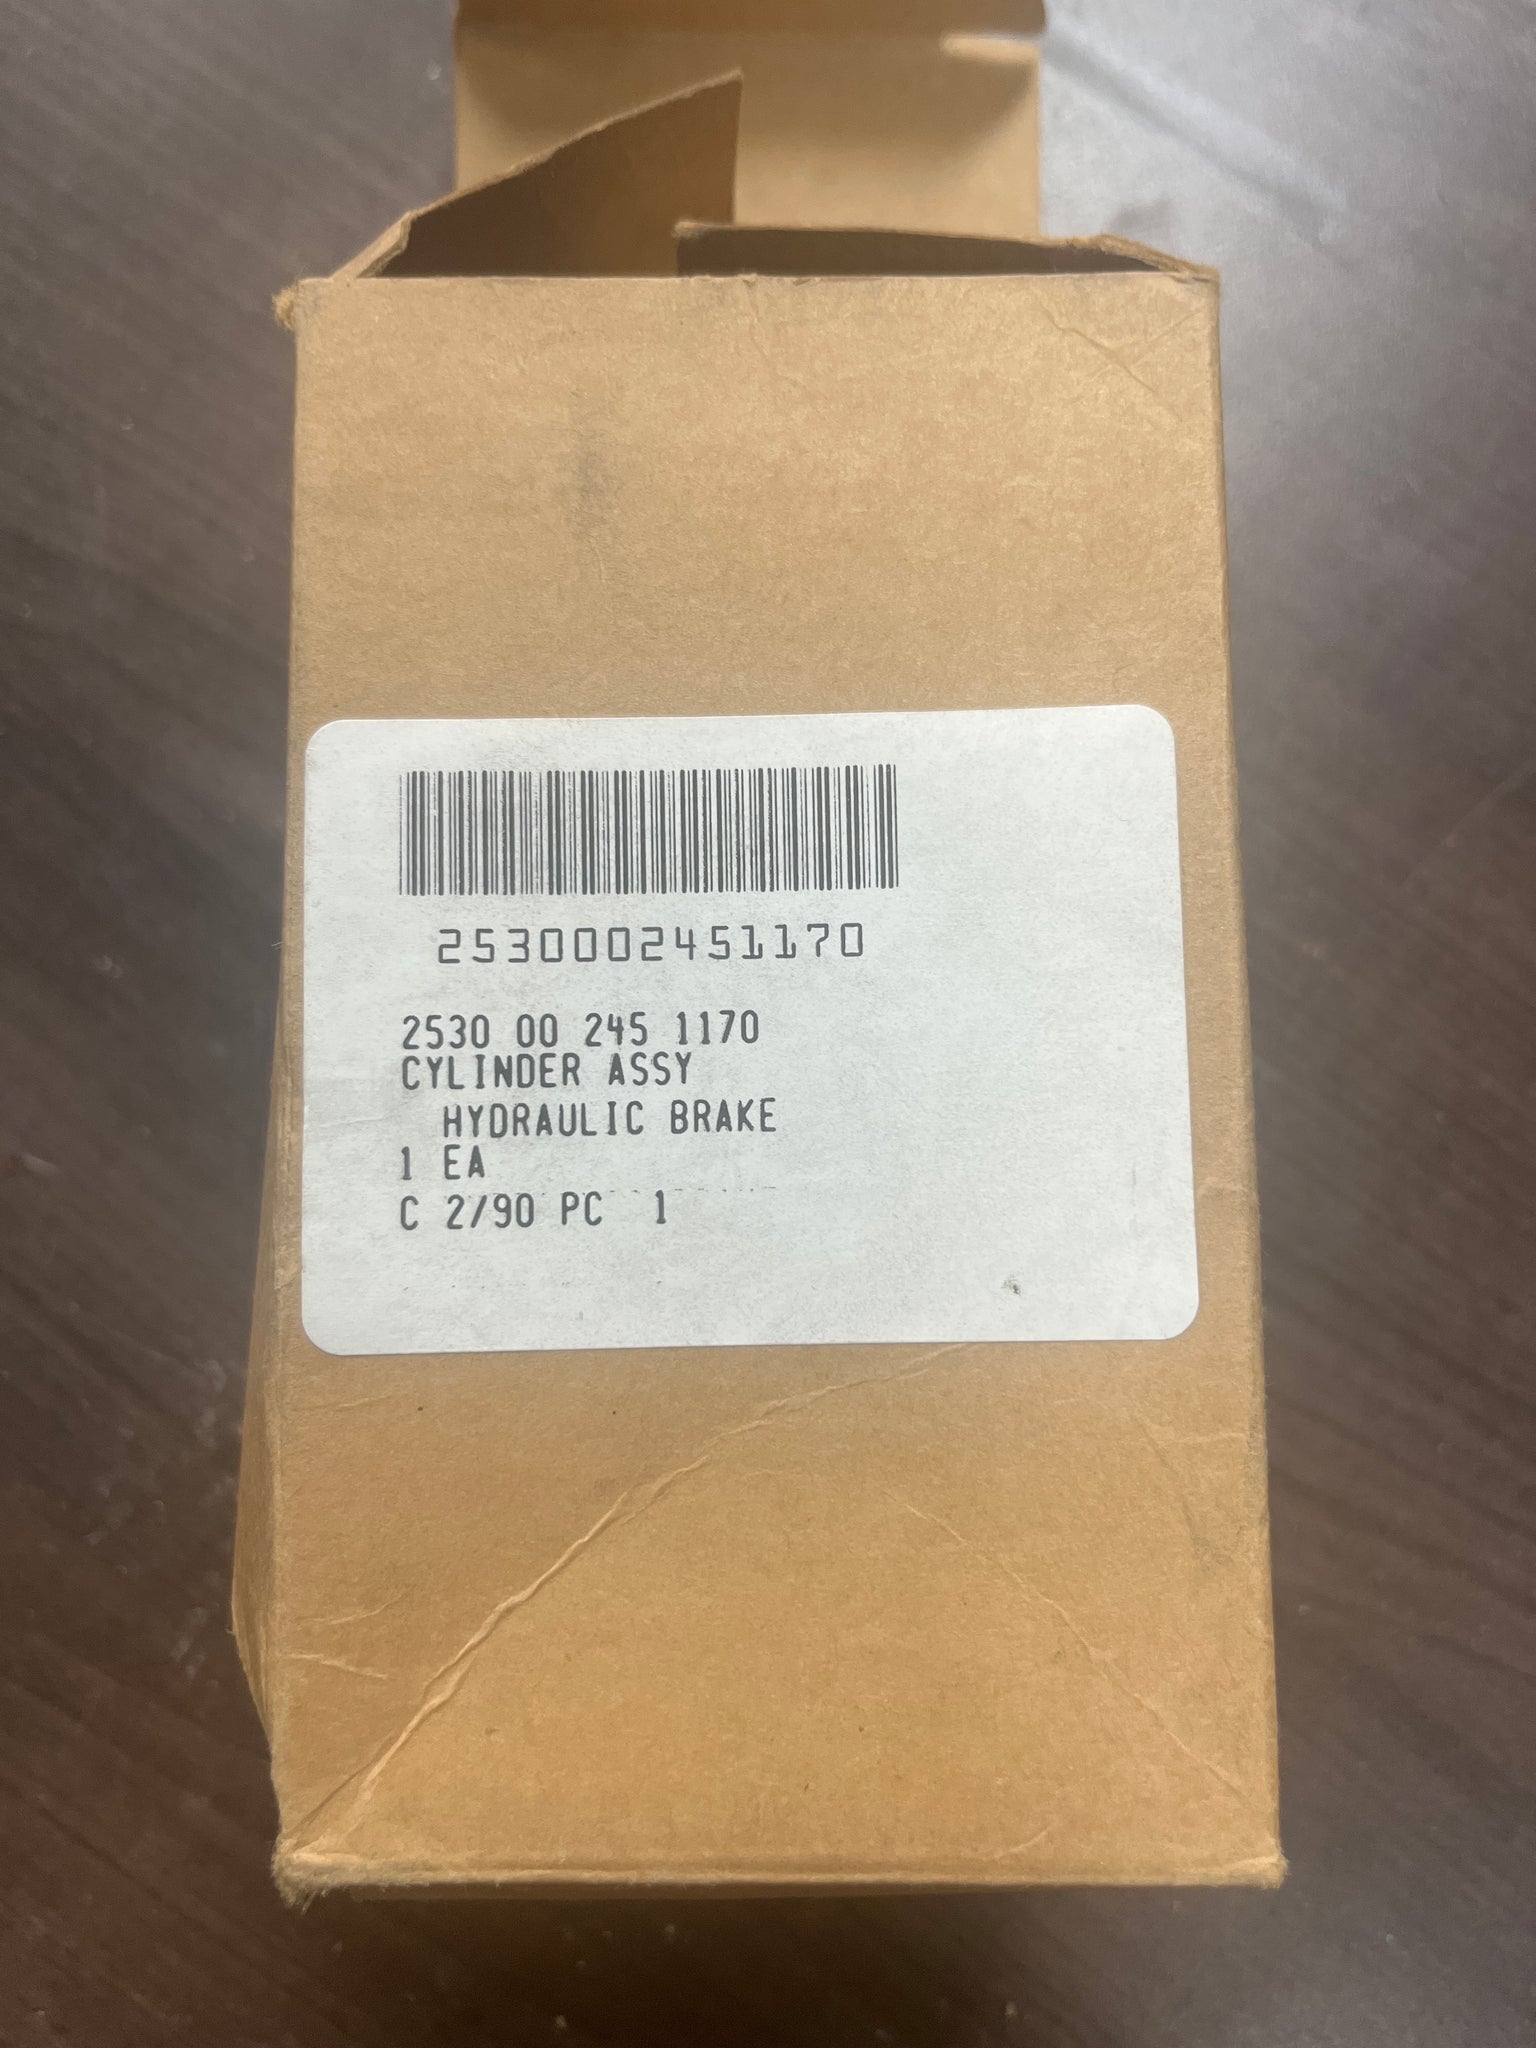 2530002451170
2530 00 245 1170
CYLINDER ASSY
HYDRAULIC BRAKE
1 EA
C 2/90 PC 1